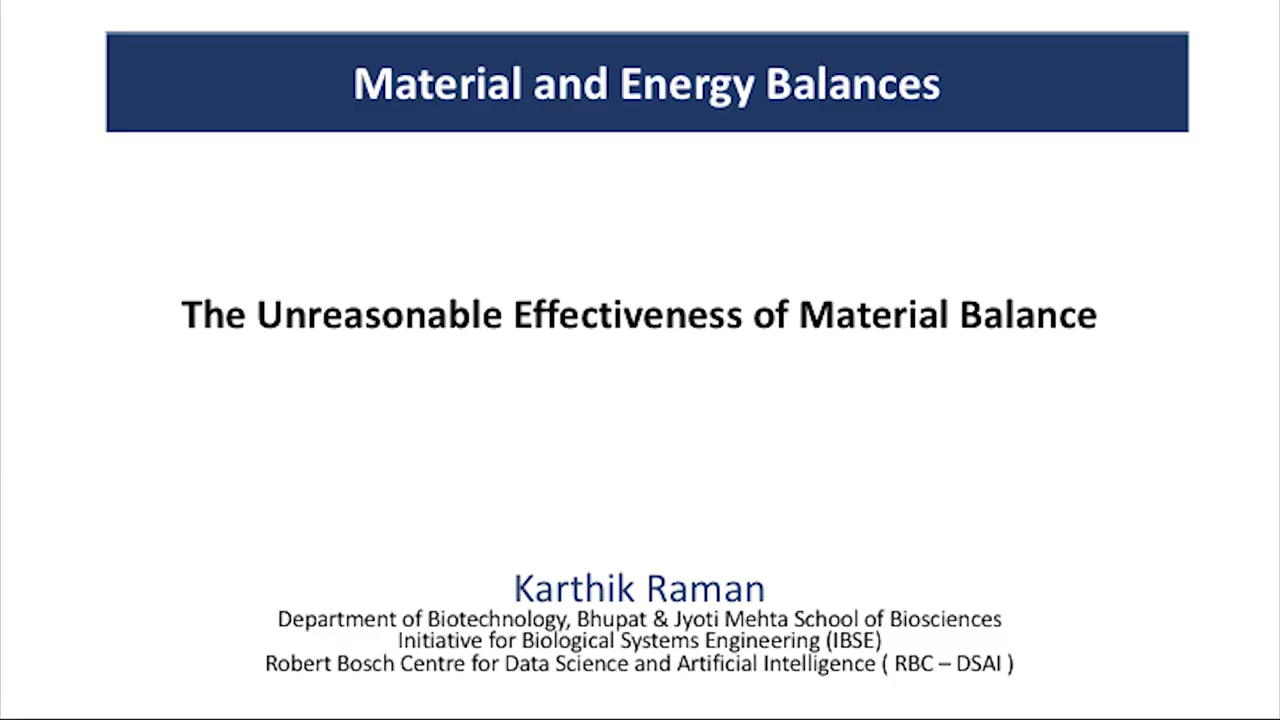 Material and Energy Balances
The Unreasonable Effectiveness of Material Balance
Karthik Raman
Department of Biotechnology, Bhupat & Jyoti Mehta School of Biosciences
Initiative for Biological Systems Engineering (IBSE)
Robert Bosch Centre for Data Science and Artificial Intelligence ( RBC – DSAI )